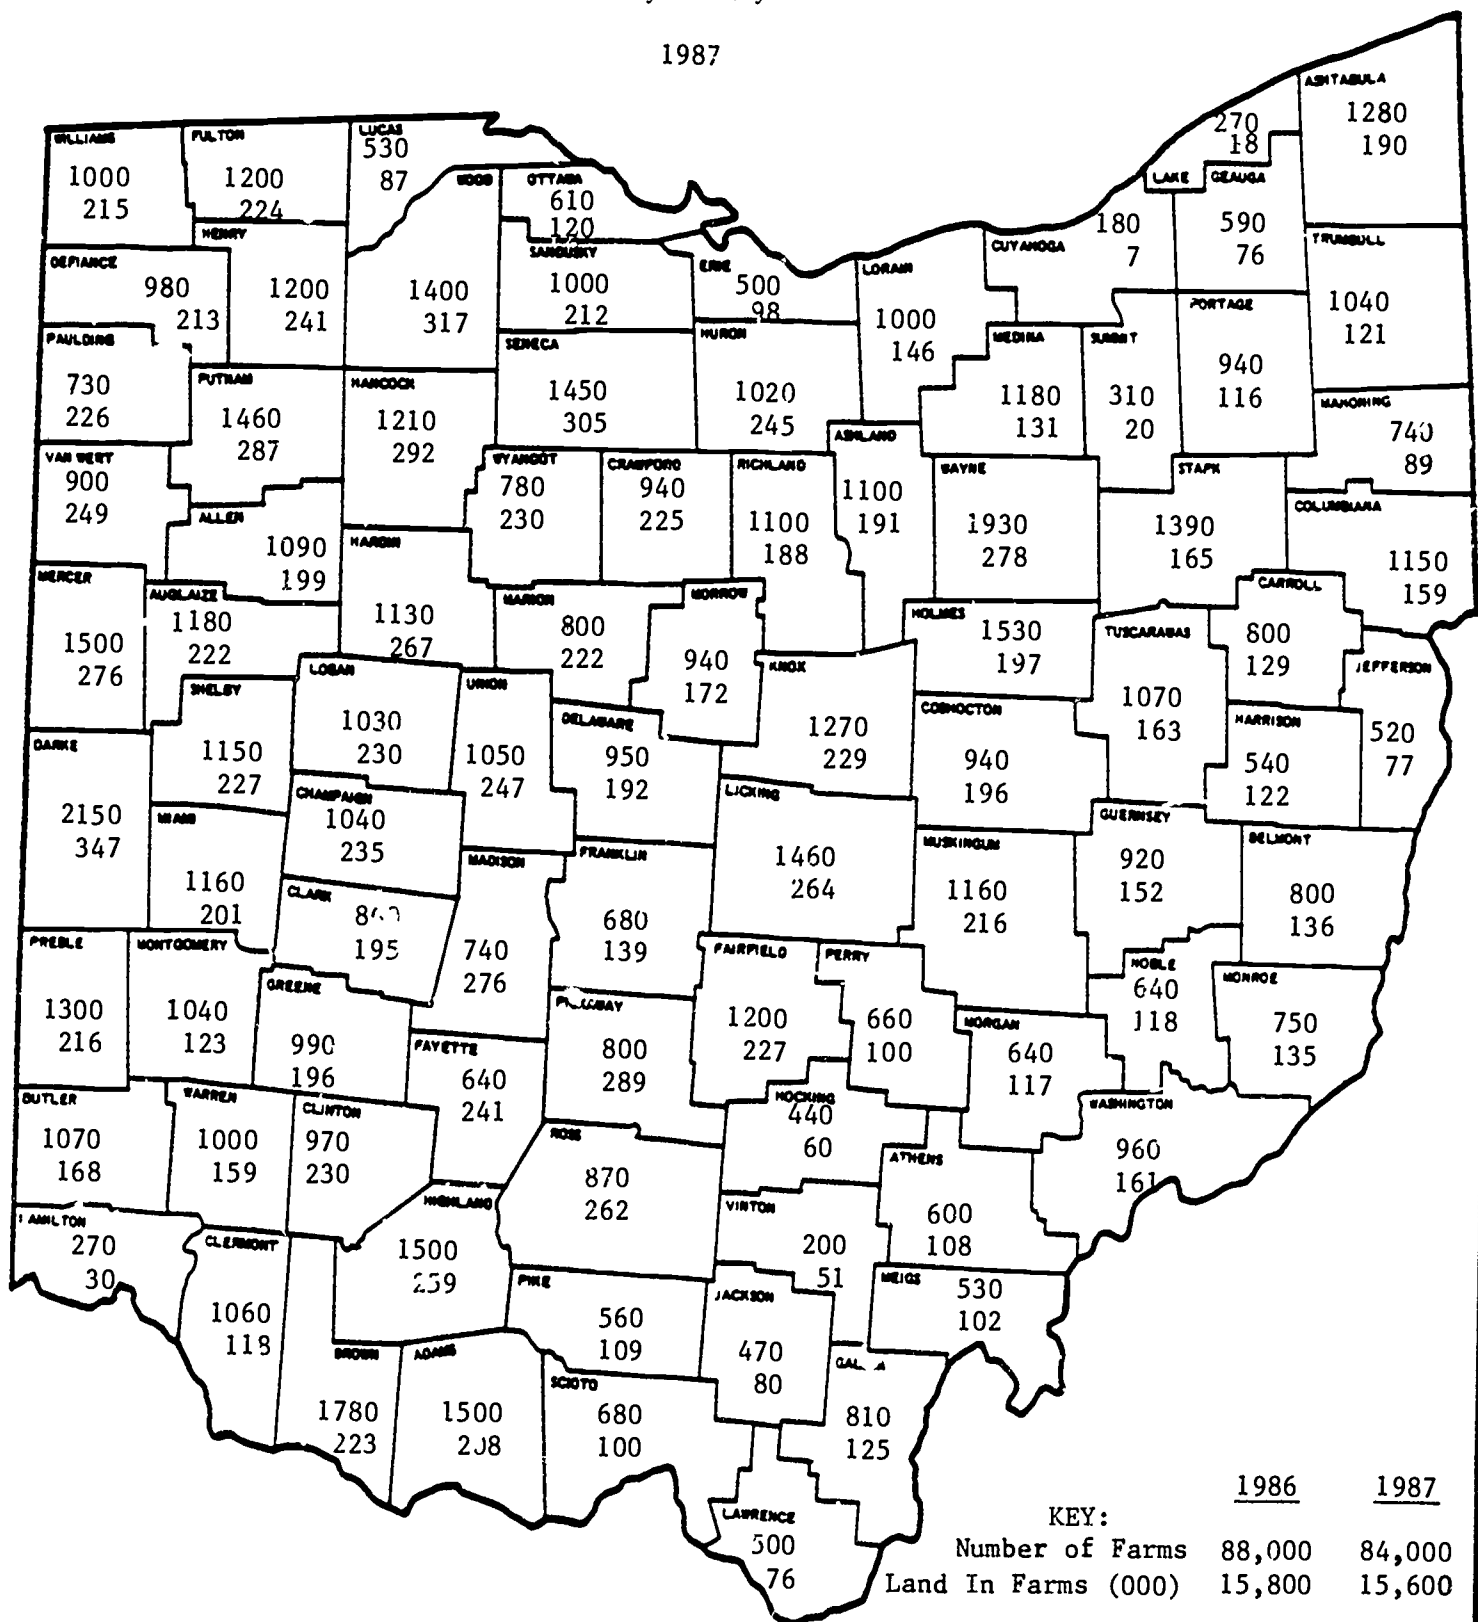 1987
ASHTABULA
1280
190
270
18
LAKE
GEAUGA
590
76
WILLIAMS
1000
215
FULTON
1200
224
LUCAS
530
87
WOOD
1400
317
OTTAWA
610
120
HENRY
1200
241
SANDUSKY
1000
212
ERIE
500
98
LORAIN
1000
146
CUYAHOGA
180
7
TRUMBULL
1040
121
DEFIANCE
980
213
PORTAGE
940
116
PAULDING
730
226
SENECA
1450
305
HURON
1020
245
MEDINA
1180
131
SUMMIT
310
20
PUTNAM
1460
287
HANCOCK
1210
292
MAHONING
740
89
ASHLAND
1100
191
VAN WERT
900
249
WYANDOT
780
230
CRAWFORD
940
225
RICHLAND
1100
188
WAYNE
1930
278
STARK
1390
165
COLUMBIANA
1150
159
ALLEN
1090
199
HARDIN
1130
267
MERCER
1500
276
AUGLAIZE
1180
222
MARION
800
222
MORROW
940
172
HOLMES
1530
197
TUSCARAWAS
1070
163
CARROLL
800
129
JEFFERSON
520
77
LOGAN
1030
230
UNION
1050
247
KNOX
1270
229
SHELBY
1150
227
DELAWARE
950
192
COSHOCTON
940
196
HARRISON
540
122
DARKE
2150
347
CHAMPAIGN
1040
235
LICKING
1460
264
MIAMI
1160
201
GUERNSEY
920
152
MUSKINGUM
1160
216
BELMONT
800
136
MADISON
740
276
FRANKLIN
680
139
CLARK
195
PREBLE
1300
216
MONTGOMERY
1040
123
FAIRFIELD
1200
227
PERRY
660
100
NOBLE
640
118
MONROE
750
135
GREENE
990
196
PICKAWAY
800
289
MORGAN
640
117
FAYETTE
640
241
BUTLER
1070
168
WARREN
1000
159
CLINTON
970
230
HOCKING
440
60
WASHINGTON
960
161
ROSS
870
262
ATHENS
600
108
HIGHLAND
1500
VINTON
200
51
HAMILTON
270
30
CLERMONT
1060
118
PIKE
560
109
JACKSON
470
80
MEIGS
530
102
BROWN
1780
223
ADAMS
1500
208
SCIOTO
680
100
GALLIA
810
125
LAWRENCE
500
76
1986 1987
KEY:
Number of Farms 88,000 84,000
Land In Farms (000) 15,800 15,600